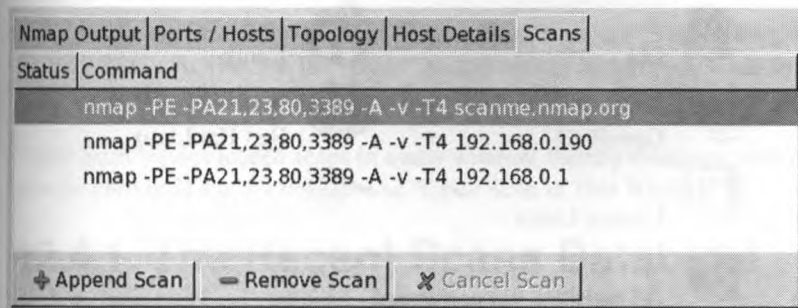 Nmap Output Ports / Hosts Topology Host Details Scans
Status Command
nmap -PE -PA21,23,80,3389 -A -v -T4 scanme.nmap.org
nmap -PE -PA21,23,80,3389 -A -v -T4 192.168.0.190
nmap -PE -PA21,23,80,3389 -A -v -T4 192.168.0.1
Append Scan Remove Scan Cancel Scan